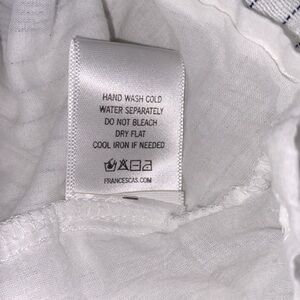 HAND WASH COLD
WATER SEPARATELY
DO NOT BLEACH
DRY FLAT
COOL IRON IF NEEDED
FRANCESCAS.COM